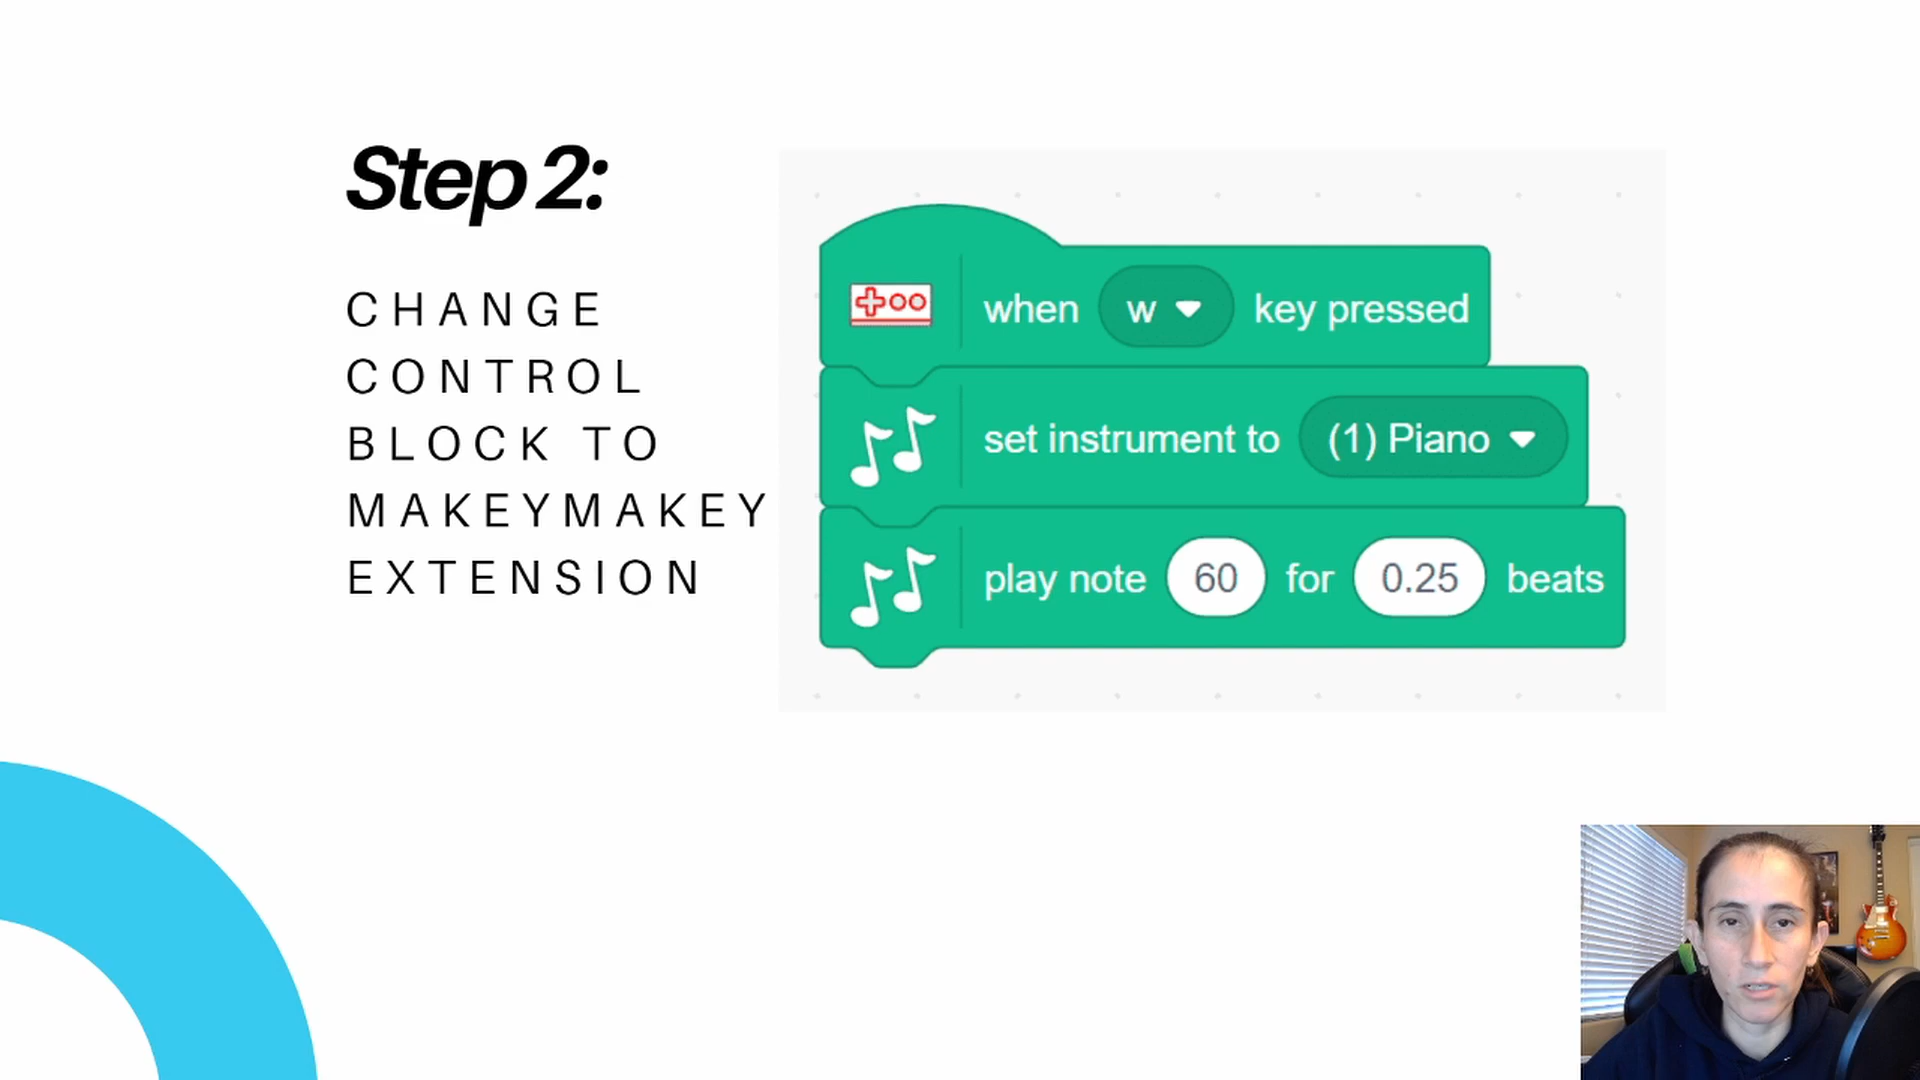 Step 2:
CHANGE
CONTROL
BLOCK TO
MAKEYMAKEY
EXTENSION
when w key pressed
set instrument to (1) Piano
play note 60 for 0.25 beats